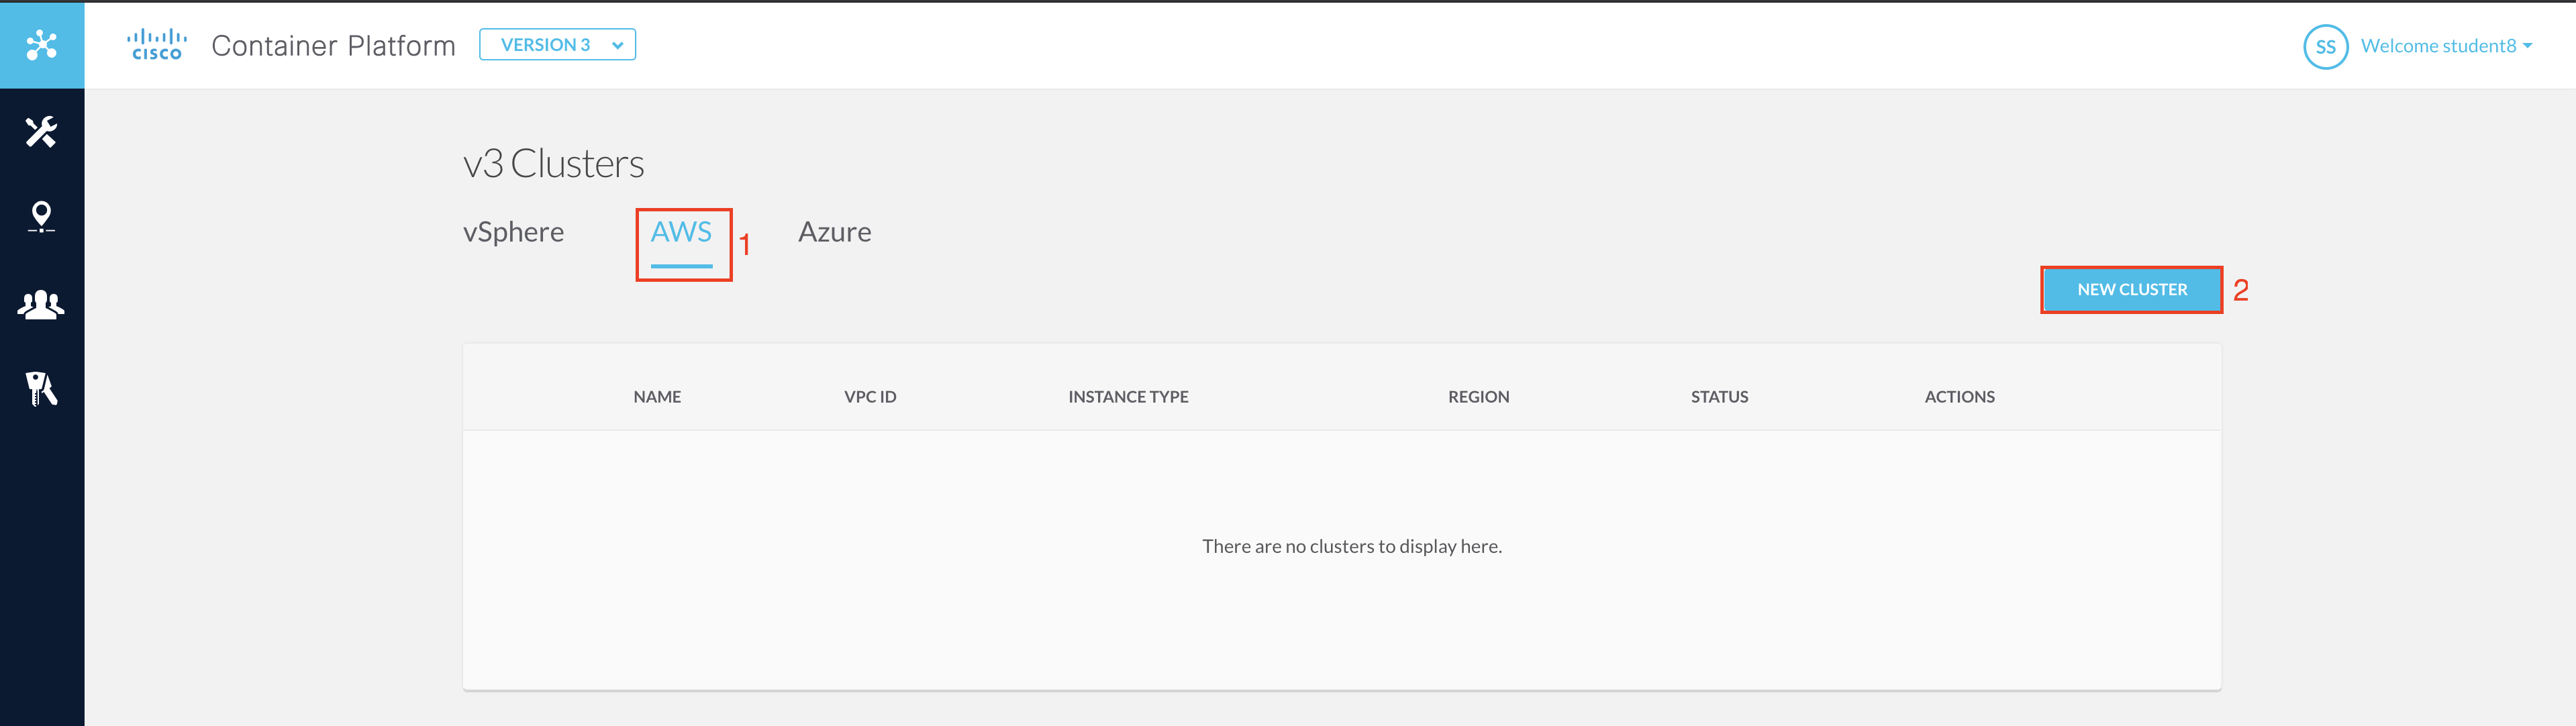 CISCO Container Platform VERSION 3 SS Welcome student8
v3 Clusters
vSphere AWS 1 Azure
NEW CLUSTER 2
NAME VPC ID INSTANCE TYPE REGION STATUS ACTIONS
There are no clusters to display here.